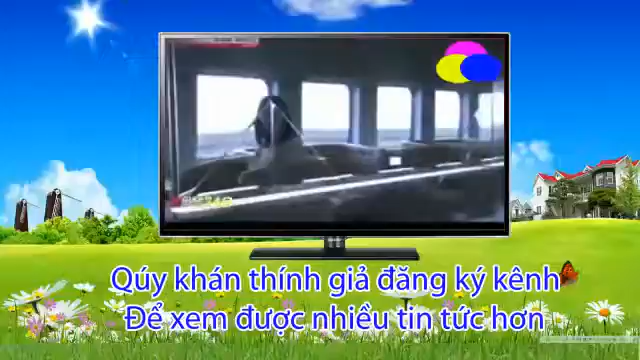 Qúy khán thính giả đăng ký kênh
Để xem được nhiều tin tức hơn